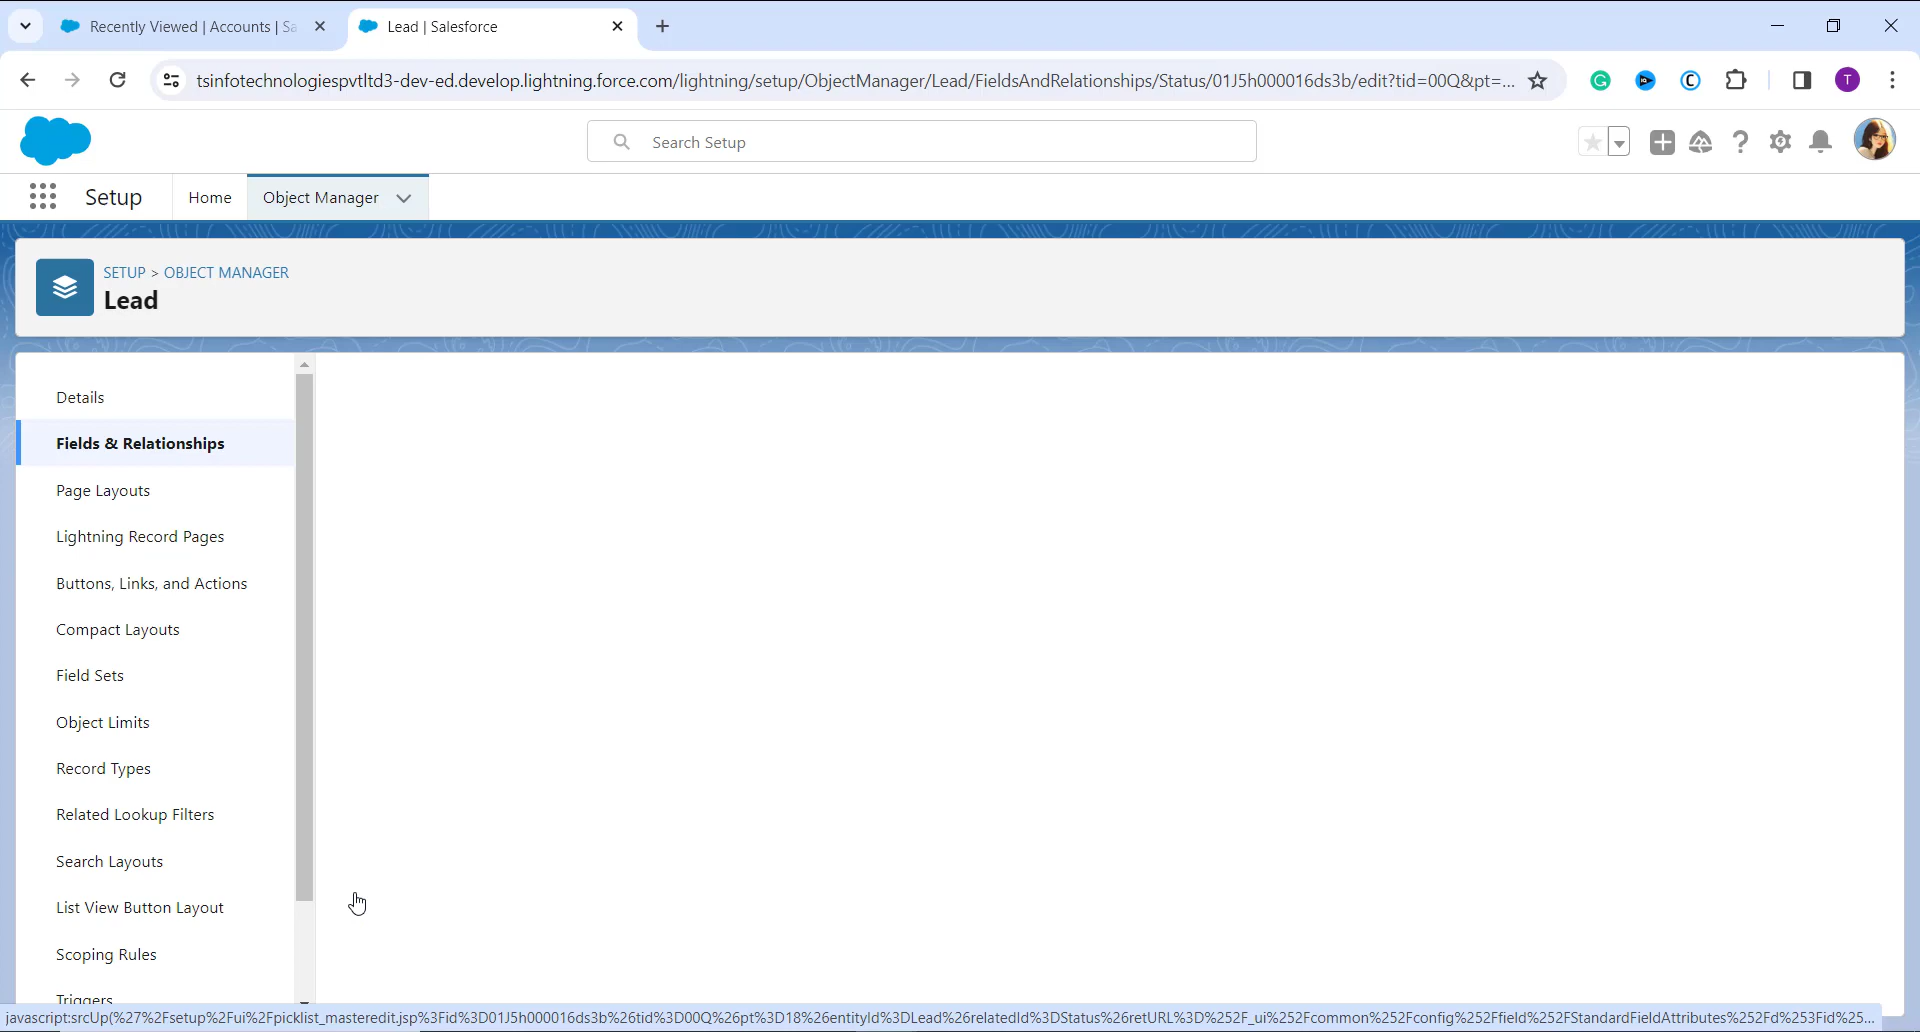 Recently Viewed | Accounts | Sa
Lead | Salesforce
tsinfotechnologiespvtltd3-dev-ed.develop.lightning.force.com/lightning/setup/ObjectManager/Lead/FieldsAndRelationships/Status/01J5h000016ds3b/edit?tid=00Q&pt=...
T
Search Setup
Setup
Home
Object Manager
SETUP > OBJECT MANAGER
Lead
Details
Fields & Relationships
Page Layouts
Lightning Record Pages
Buttons, Links, and Actions
Compact Layouts
Field Sets
Object Limits
Record Types
Related Lookup Filters
Search Layouts
List View Button Layout
Scoping Rules
Triggers
javascript:srcUp(%27%2Fsetup%2Fui%2Fpicklist_masteredit.jsp%3Fid%3D01J5h000016ds3b%26tid%3D00Q%26pt%3D18%26entityId%3DLead%26relatedId%3DStatus%26retURL%3D%252F_ui%252Fcommon%252Fconfig%252Ffield%252FStandardFieldAttributes%252Fd%253Fid%25...